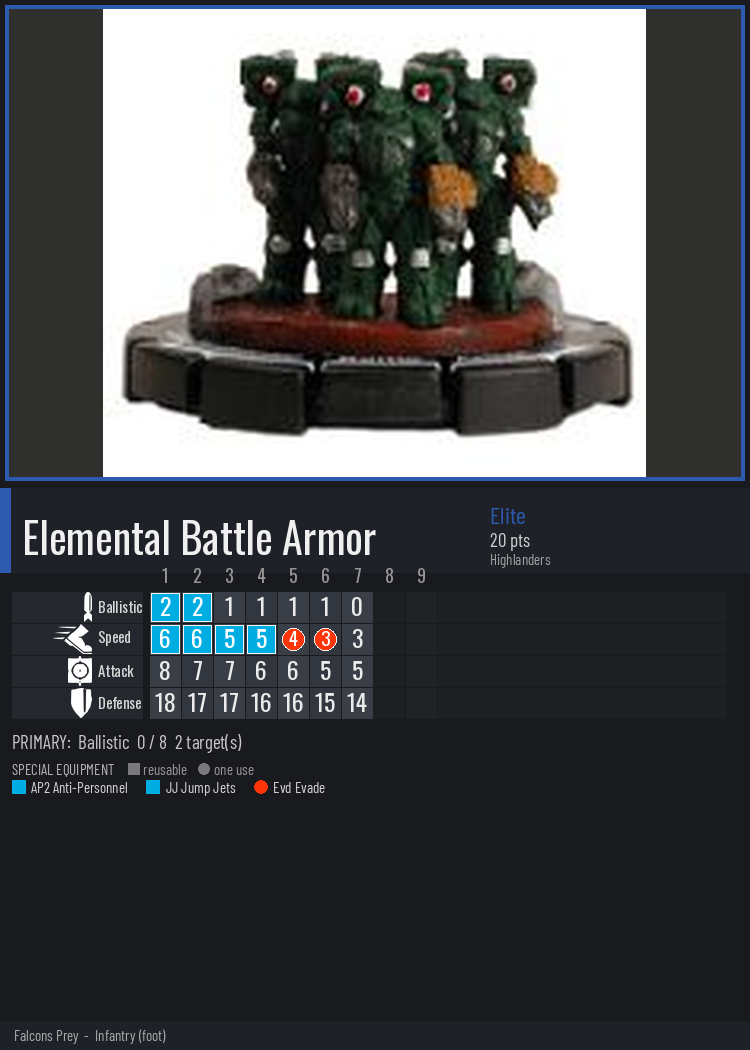 Elemental Battle Armor
Elite
20 pts
Highlanders
1 2 3 4 5 6 7 8 9
Ballistic 2 2 1 1 1 1 0
Speed 6 6 5 5 4 3 3
Attack 8 7 7 6 6 5 5
Defense 18 17 17 16 16 15 14
PRIMARY: Ballistic 0 / 8 2 target(s)
SPECIAL EQUIPMENT reusable one use
AP2 Anti-Personnel JJ Jump Jets Evd Evade
Falcons Prey - Infantry (foot)